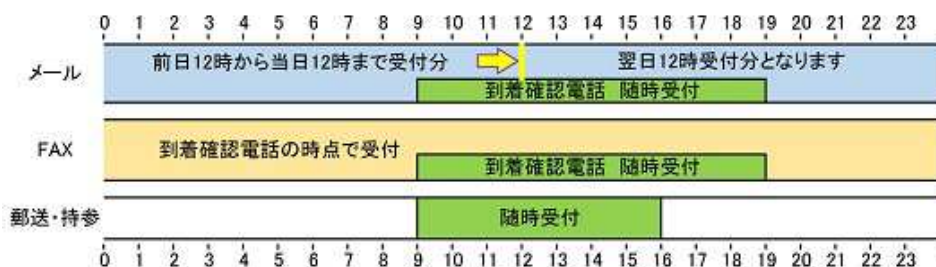 0 1 2 3 4 5 6 7 8 9 10 11 12 13 14 15 16 17 18 19 20 21 22 23
メール
前日12時から当日12時まで受付分
翌日12時受付分となります
到着確認電話 随時受付
FAX
到着確認電話の時点で受付
到着確認電話 随時受付
郵送・持参
随時受付
0 1 2 3 4 5 6 7 8 9 10 11 12 13 14 15 16 17 18 19 20 21 22 23